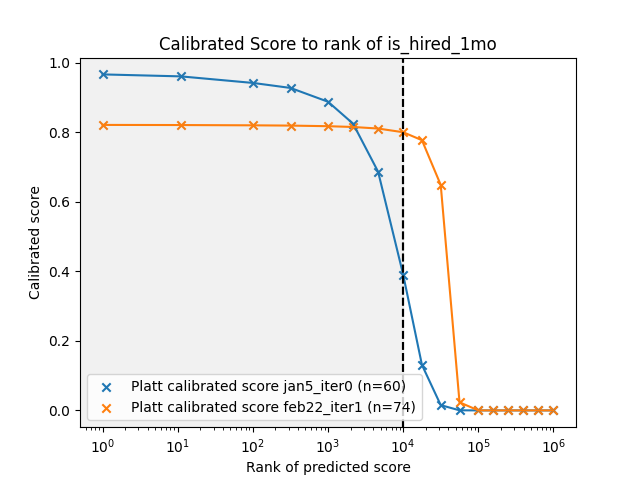 Calibrated Score to rank of is_hired_1mo
Calibrated score
1.0
0.8
0.6
0.4
0.2
0.0
Platt calibrated score jan5_iter0 (n=60)
Platt calibrated score feb22_iter1 (n=74)
10⁰ 10¹ 10² 10³ 10⁴ 10⁵ 10⁶
Rank of predicted score